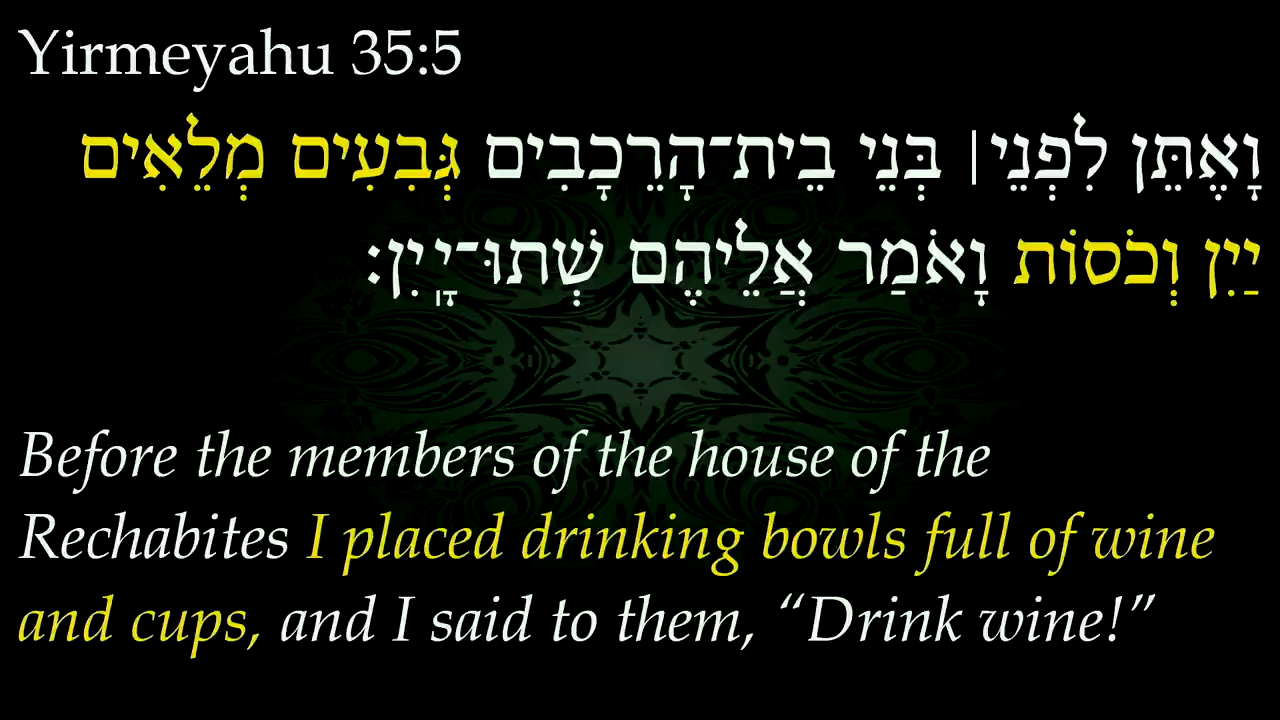 Yirmeyahu 35:5
וָאֶתֵּן לִפְנֵי׀ בְּנֵי בֵית־הָרֵכָבִים גְּבִעִים מְלֵאִים
יַיִן וְכֹסוֹת וָאֹמַר אֲלֵיהֶם שְׁתוּ־יָֽיִן׃
Before the members of the house of the
Rechabites I placed drinking bowls full of wine
and cups, and I said to them, “Drink wine!”